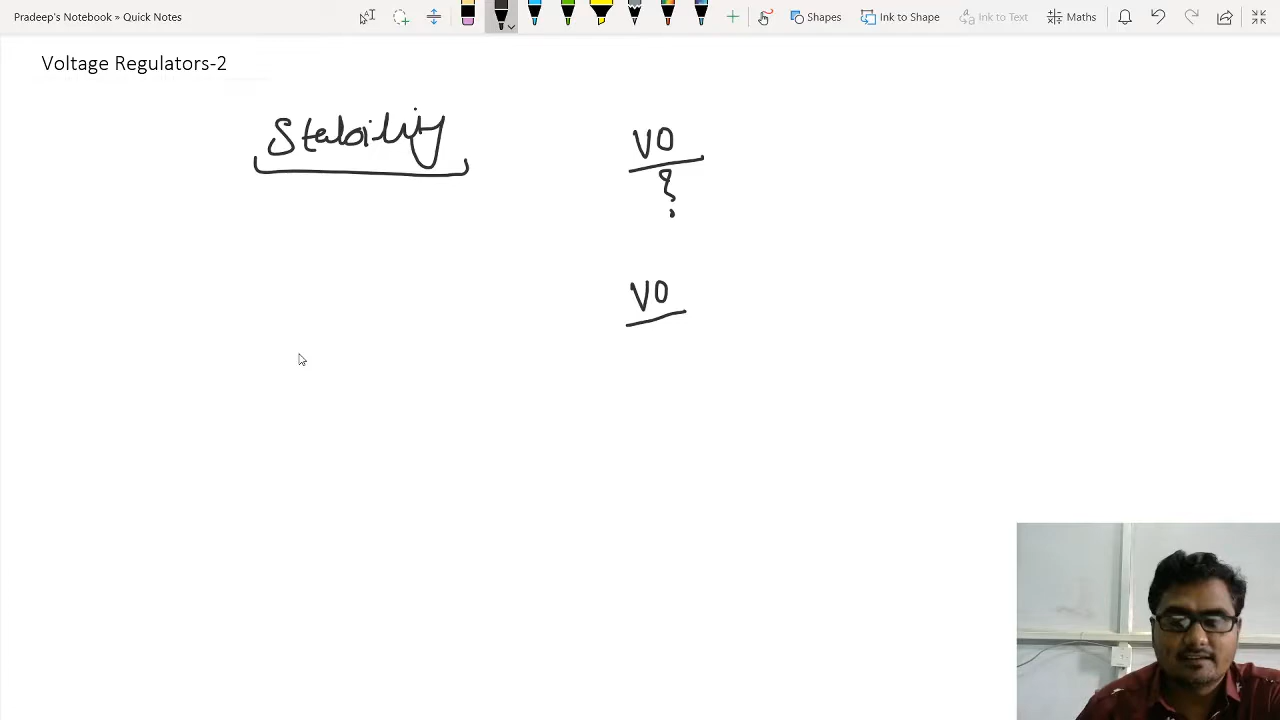 Pradeep's Notebook » Quick Notes
Shapes
Ink to Shape
Ink to Text
Maths
Voltage Regulators-2
Stability
VO
?
VO